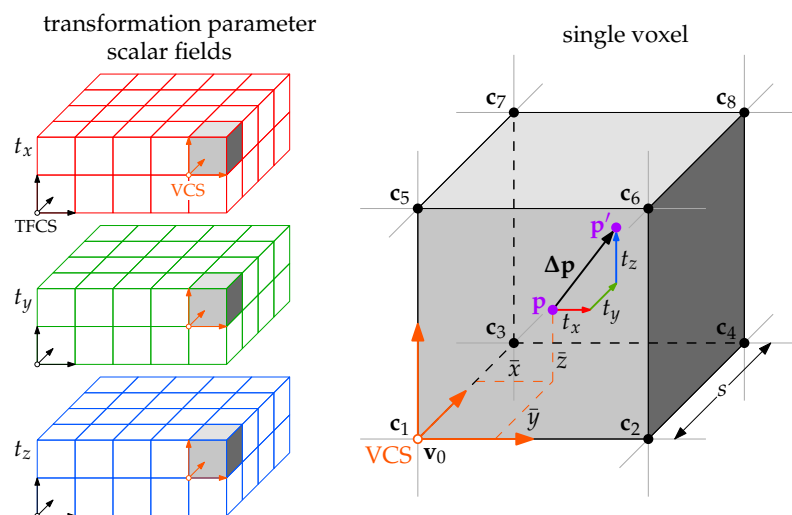 transformation parameter
scalar fields
single voxel
t_x
VCS
TFCS
t_y
t_z
c_7
c_8
c_5
c_6
p′
Δp
t_z
p
t_x
t_y
c_3
c_4
x̄
z̄
s
ȳ
c_1
c_2
VCS
v_0